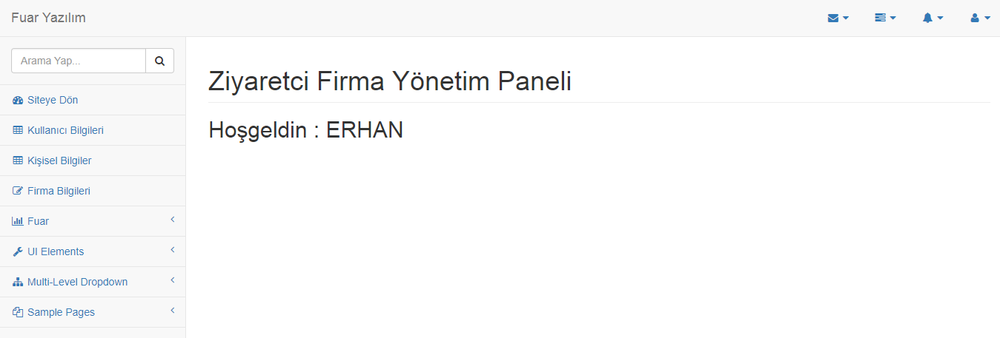 Fuar Yazılım
Arama Yap...
Siteye Dön
Kullanıcı Bilgileri
Kişisel Bilgiler
Firma Bilgileri
Fuar
UI Elements
Multi-Level Dropdown
Sample Pages
Ziyaretci Firma Yönetim Paneli
Hoşgeldin : ERHAN